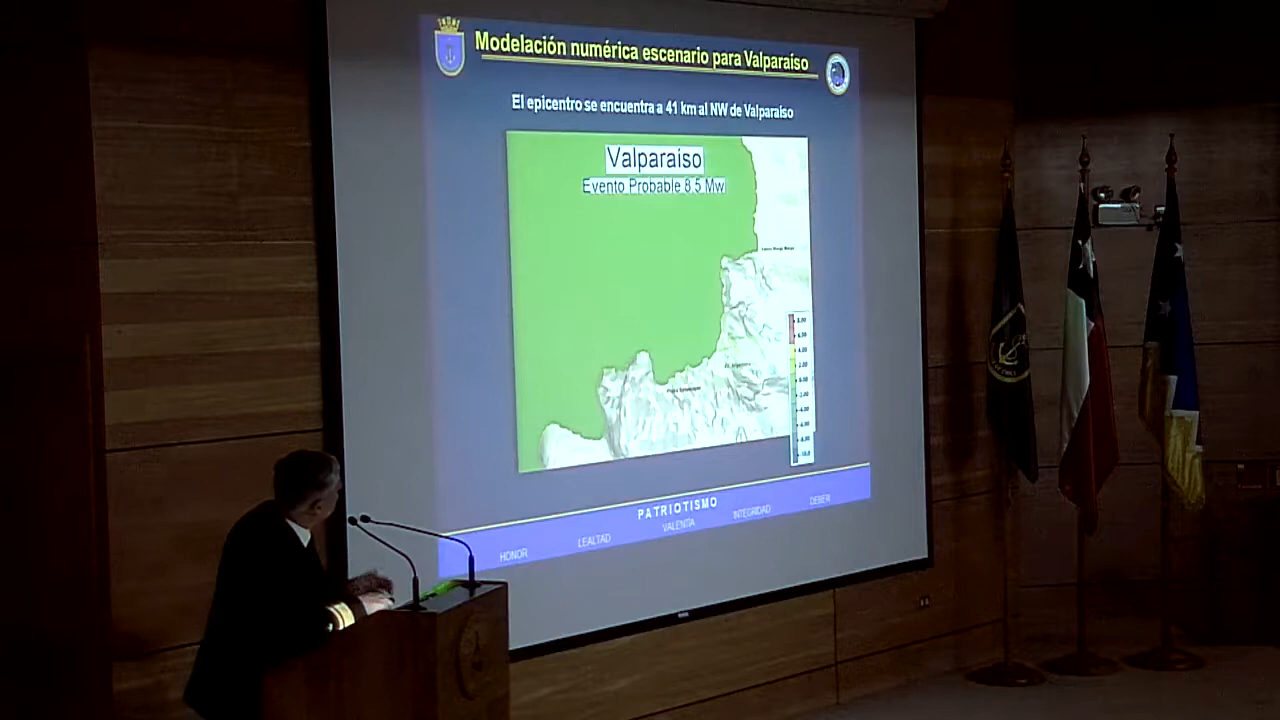 Modelación numérica escenario para Valparaíso
El epicentro se encuentra a 41 km al NW de Valparaíso
Valparaíso
Evento Probable 8.5 Mw
PATRIOTISMO
HONOR LEALTAD VALENTIA INTEGRIDAD DEBER